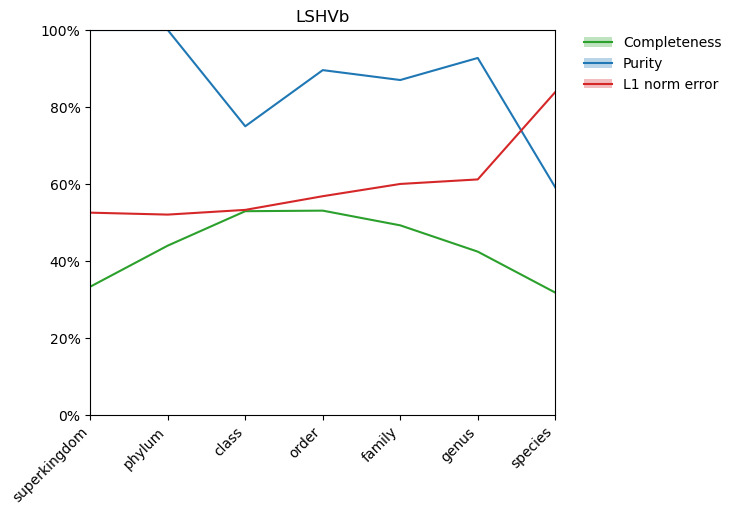 LSHVb
100%
80%
60%
40%
20%
0%
superkingdom
phylum
class
order
family
genus
species
Completeness
Purity
L1 norm error